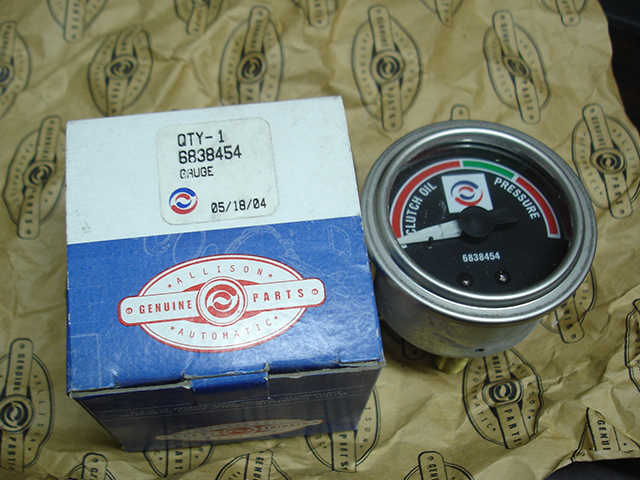 QTY- 1
6838454
GAUGE
05/18/04
ALLISON
GENUINE PARTS
AUTOMATIC
CLUTCH OIL PRESSURE
6838454